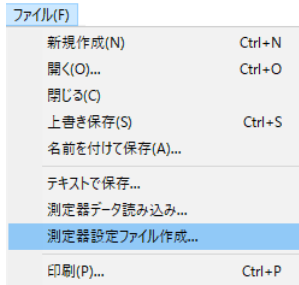 ファイル(F)
新規作成(N) Ctrl+N
開く(O)... Ctrl+O
閉じる(C)
上書き保存(S) Ctrl+S
名前を付けて保存(A)...
テキストで保存...
測定器データ読み込み...
測定器設定ファイル作成...
印刷(P)... Ctrl+P